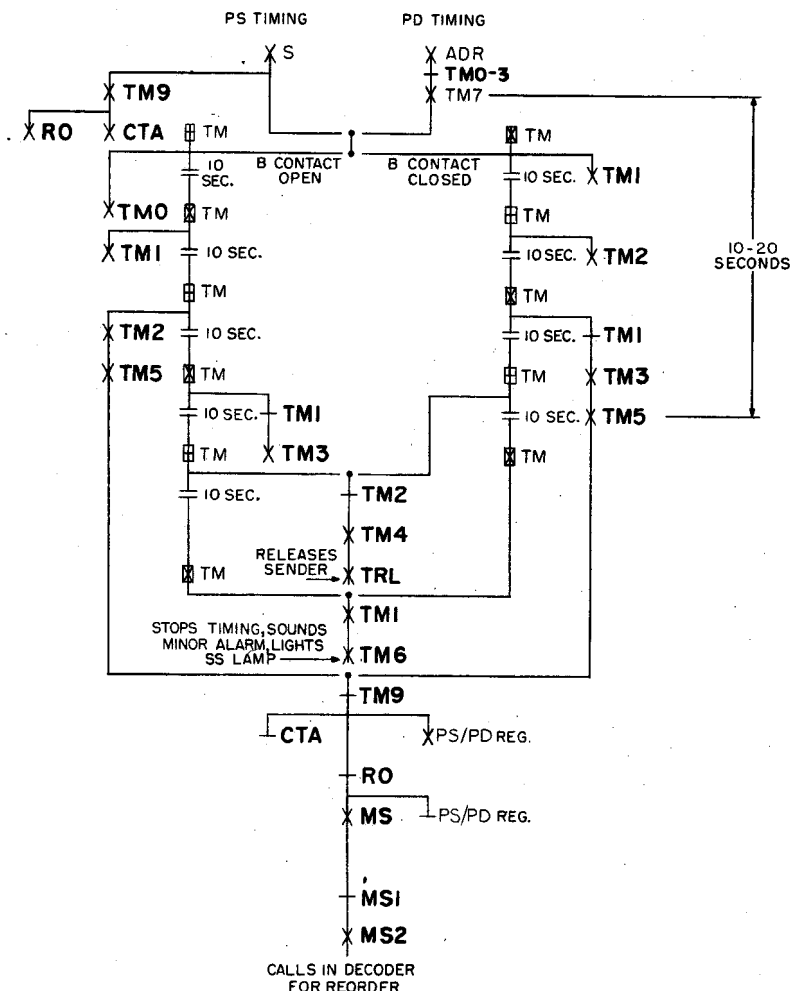 PS TIMING
PD TIMING
S
ADR
TM0-3
TM9
TM7
RO
CTA
TM
TM
10
SEC.
B CONTACT
OPEN
B CONTACT
CLOSED
10 SEC.
TM1
TM0
TM
TM
TM1
10 SEC.
10 SEC.
TM2
10-20
SECONDS
TM
TM
TM2
10 SEC.
10 SEC.
TM1
TM5
TM
TM
TM3
10 SEC.
TM1
10 SEC.
TM5
TM
TM3
TM
10 SEC.
TM2
TM4
RELEASES
SENDER
TM
TRL
TM1
STOPS TIMING, SOUNDS
MINOR ALARM, LIGHTS
SS LAMP
TM6
TM9
CTA
PS/PD REG.
RO
MS
PS/PD REG.
MS1
MS2
CALLS IN DECODER
FOR REORDER